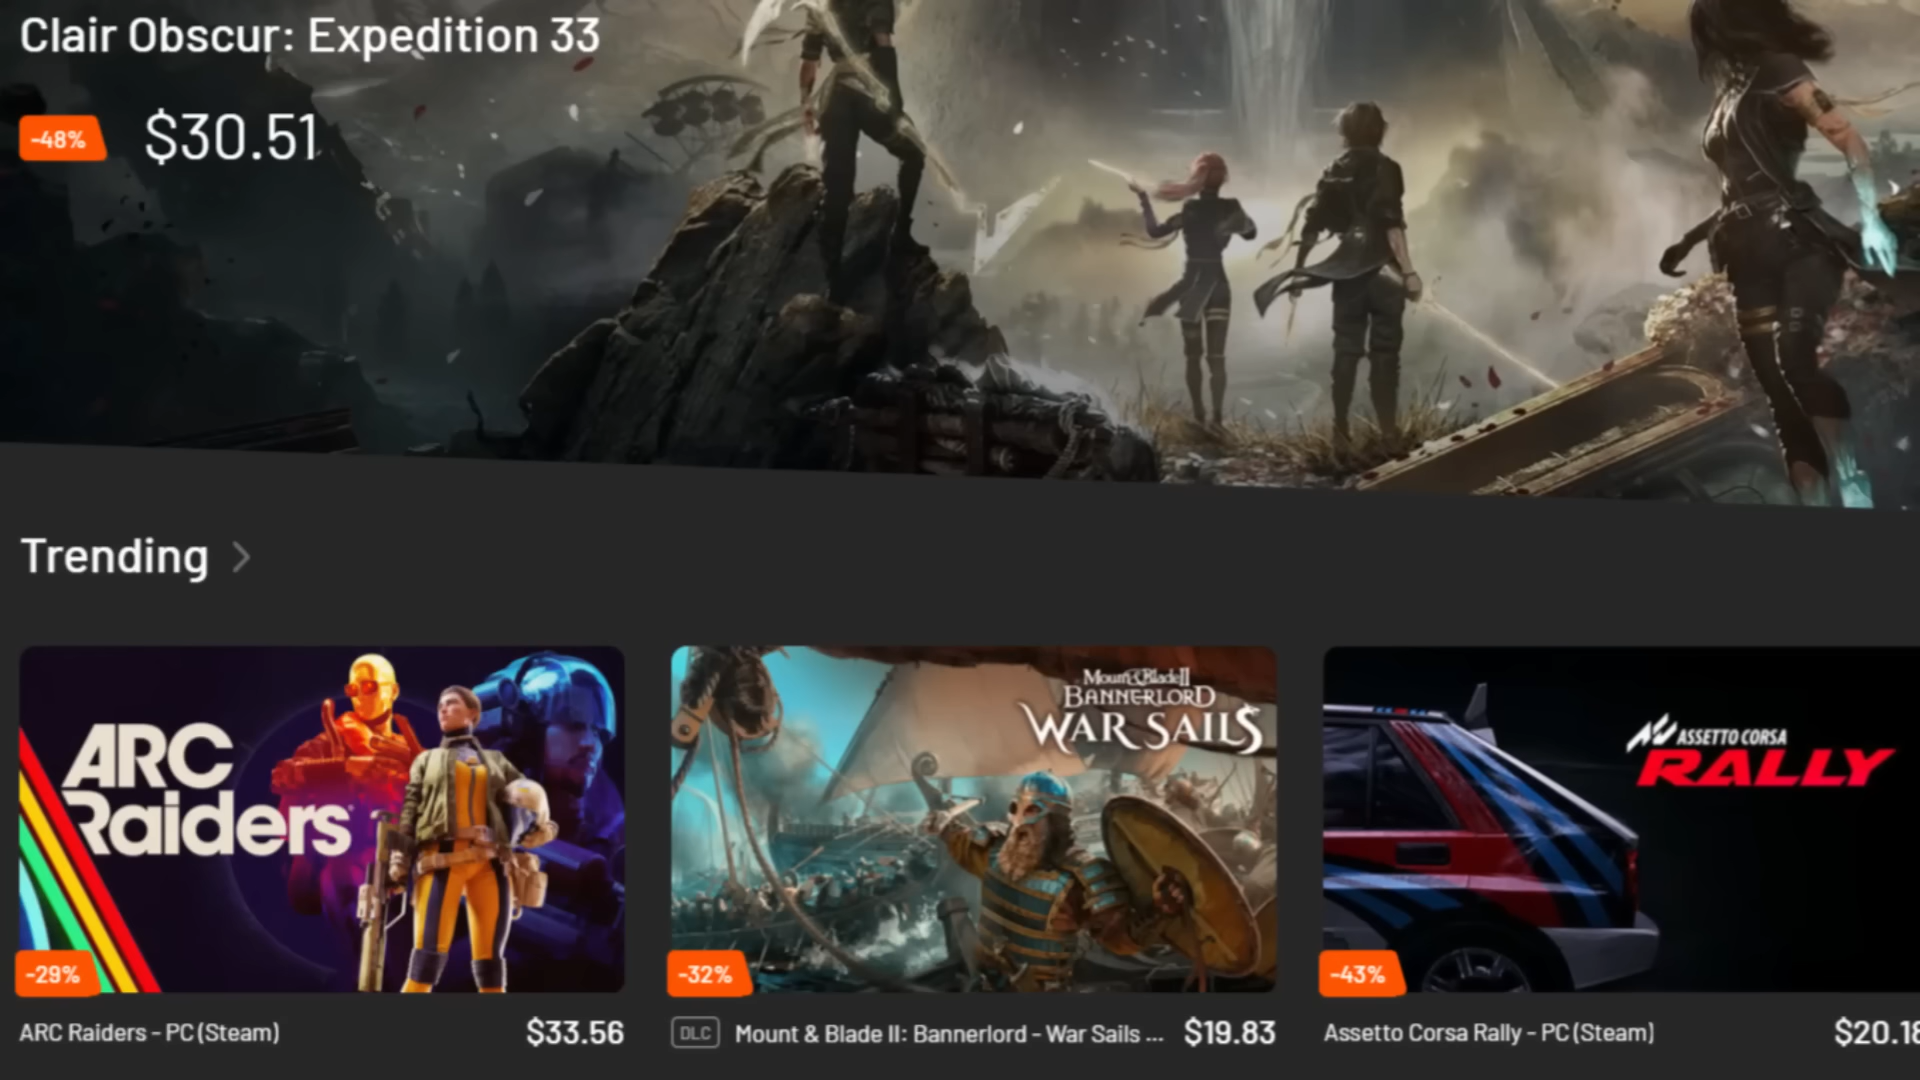 Clair Obscur: Expedition 33
-48% $30.51
Trending
ARC
Raiders
-29%
ARC Raiders - PC (Steam) $33.56
Mount & Blade II
BANNERLORD
WAR SAILS
-32%
DLC Mount & Blade II: Bannerlord - War Sails ... $19.83
ASSETTO CORSA
RALLY
-43%
Assetto Corsa Rally - PC (Steam) $20.18